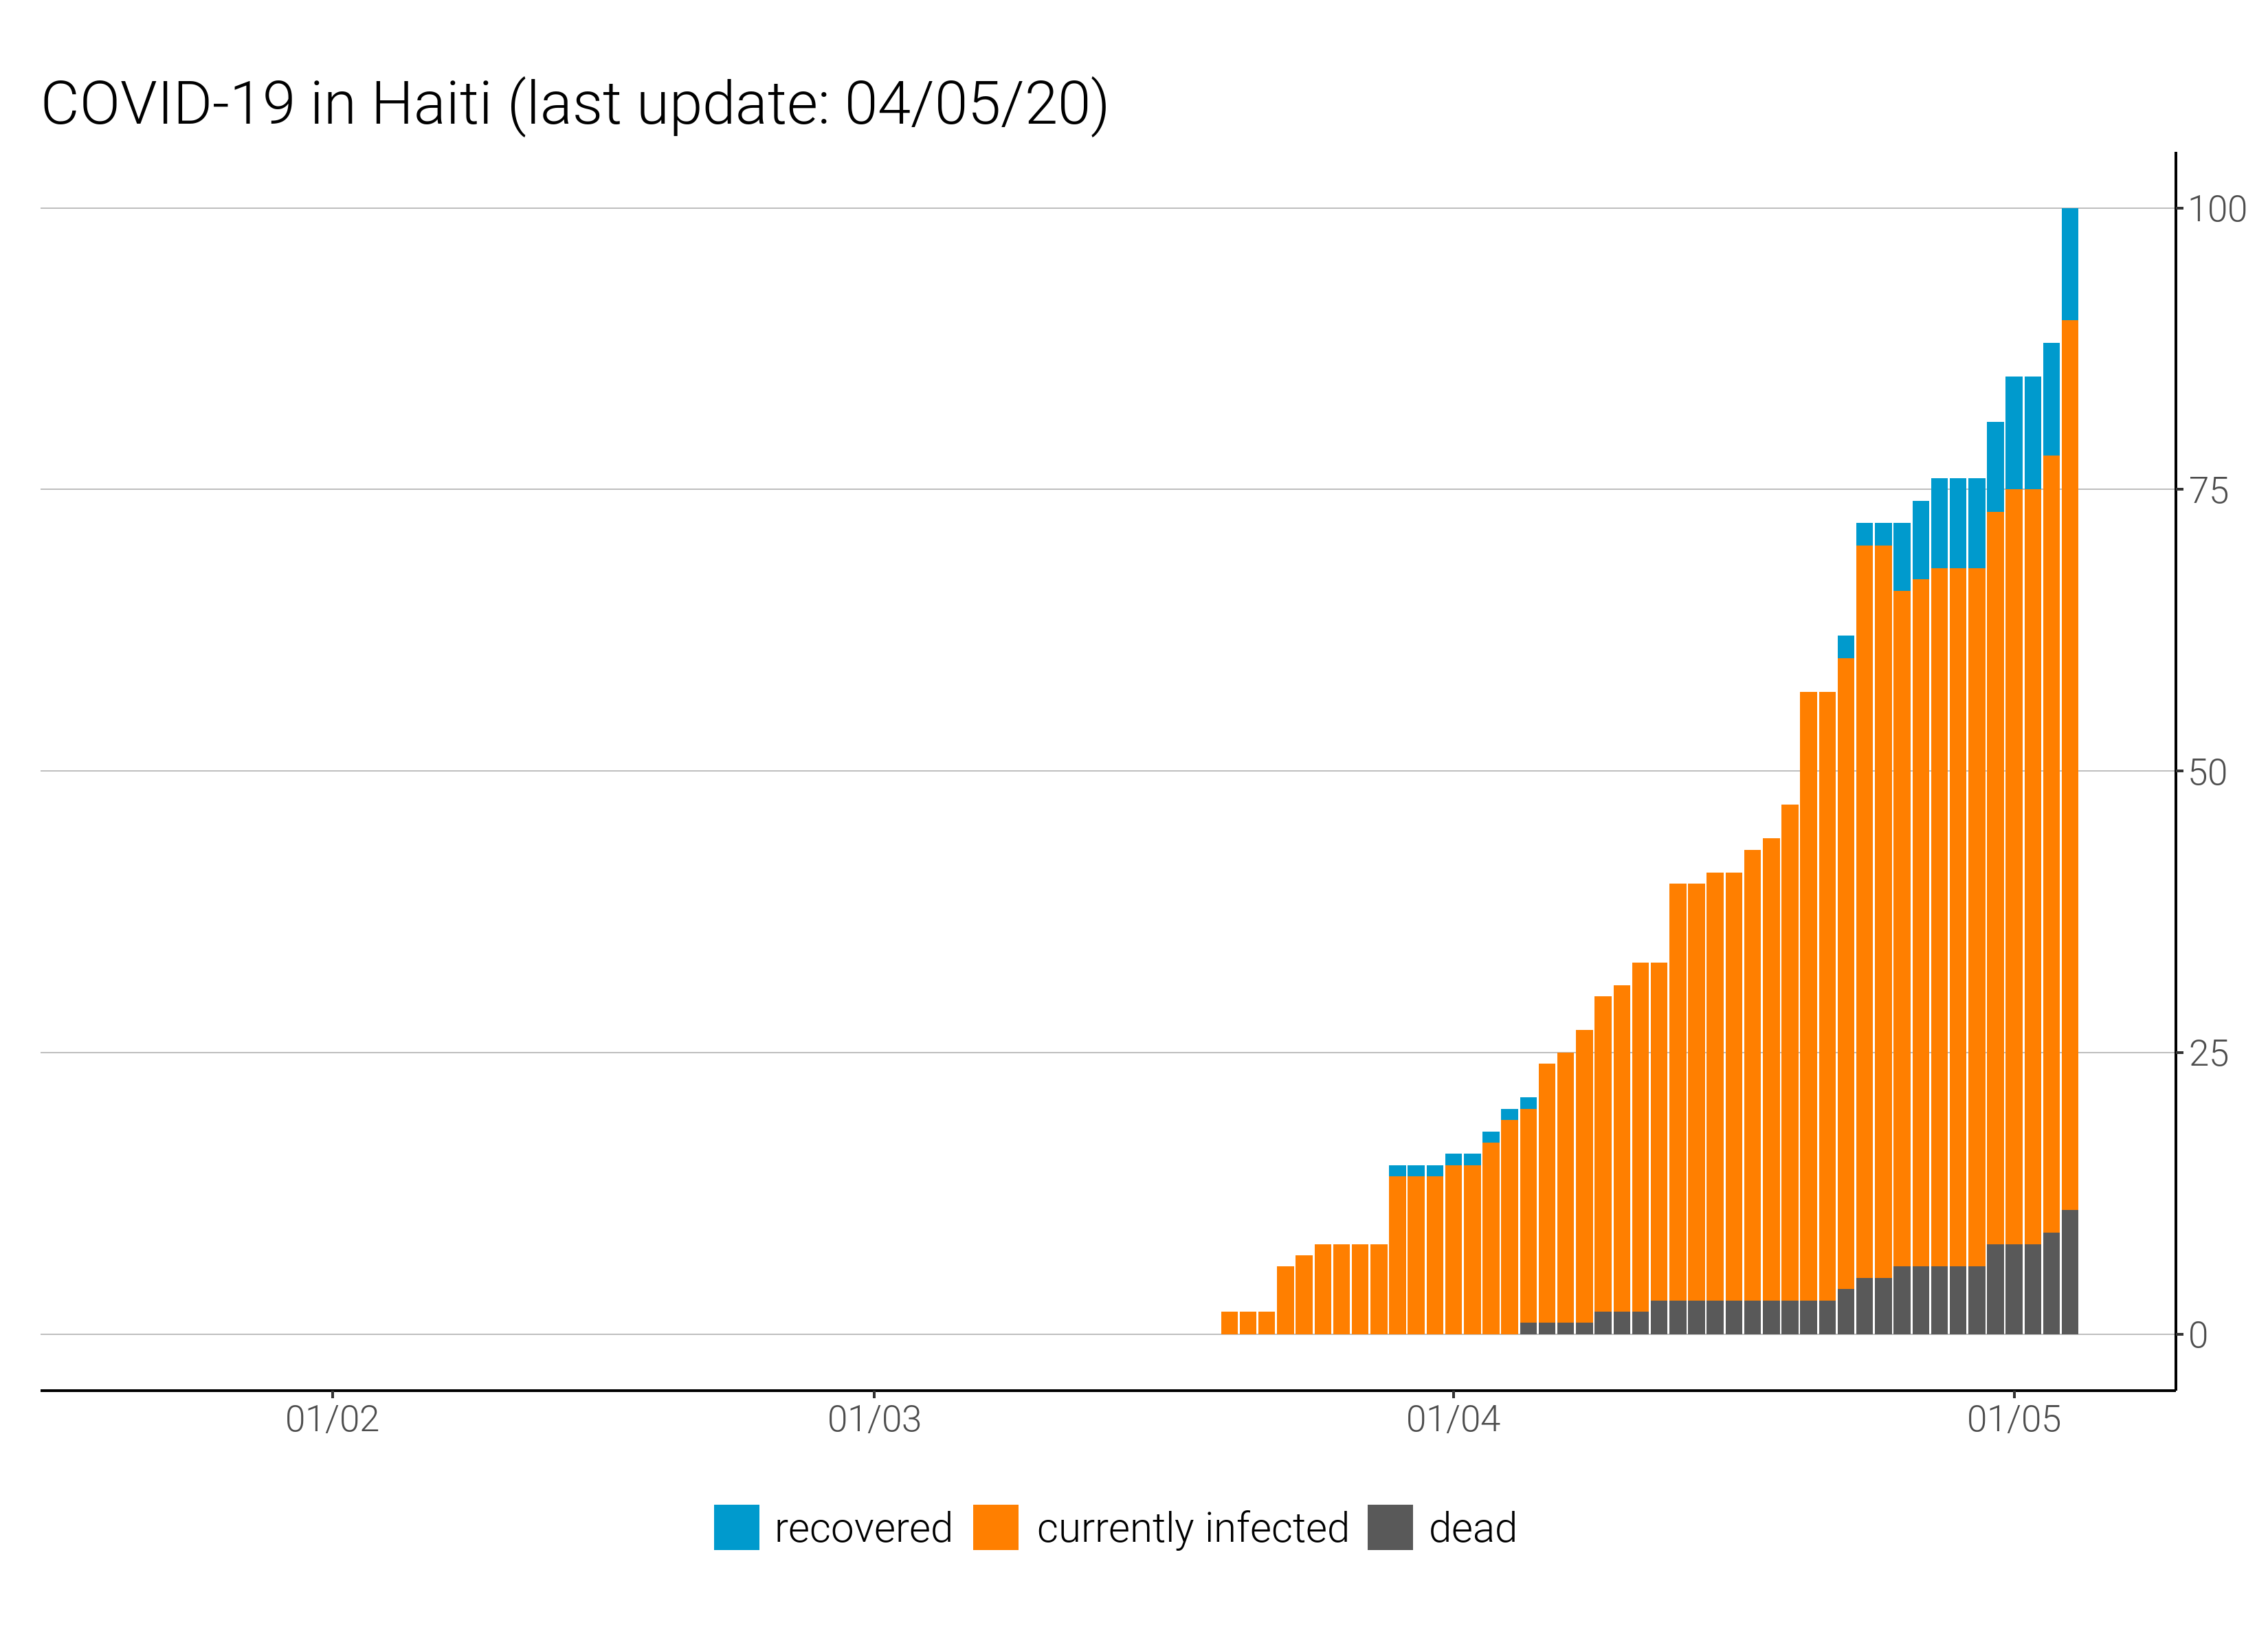 COVID-19 in Haiti (last update: 04/05/20)
100
75
50
25
0
01/02 01/03 01/04 01/05
recovered currently infected dead